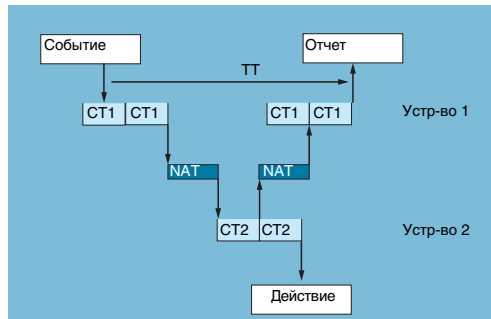 Событие
Отчет
TT
CT1 CT1
CT1 CT1
Устр-во 1
NAT
NAT
CT2 CT2
Устр-во 2
Действие